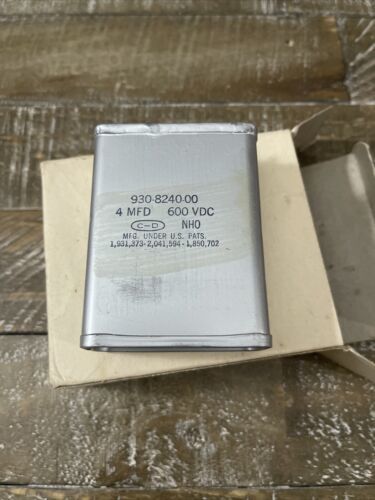 930-8240-00
4 MFD 600 VDC
C-D NHO
MFG. UNDER U.S. PATS.
1,931,373-2,041,594-1,850,702